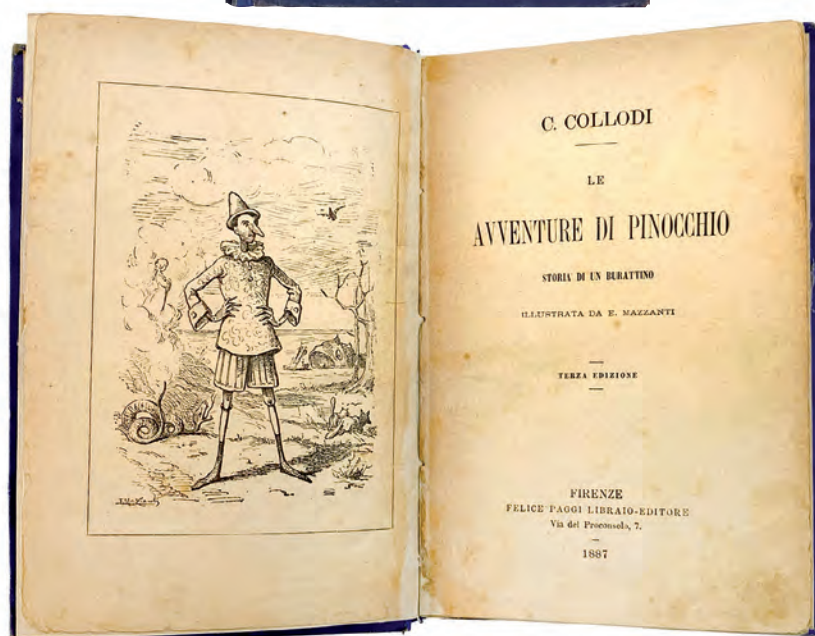 C. COLLODI
LE
AVVENTURE DI PINOCCHIO
STORIA DI UN BURATTINO
ILLUSTRATA DA E. MAZZANTI
TERZA EDIZIONE
FIRENZE
FELICE PAGGI LIBRAIO-EDITORE
Via del Proconsolo, 7.
1887